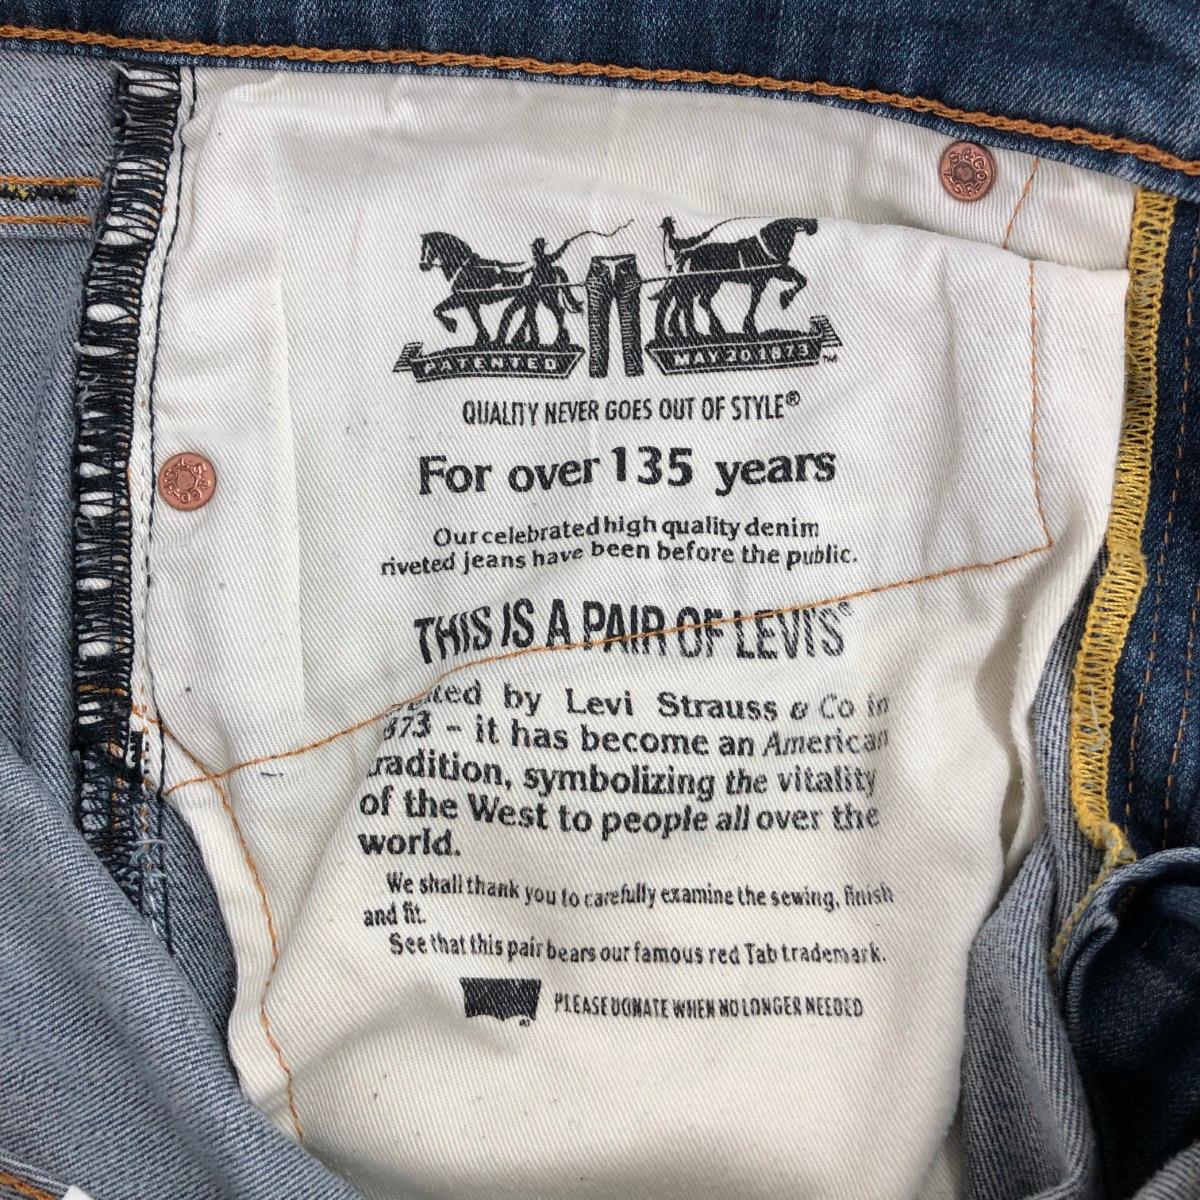 PATENTED
MAY 20 1873 ™
QUALITY NEVER GOES OUT OF STYLE®
For over 135 years
Our celebrated high quality denim
riveted jeans have been before the public.
THIS IS A PAIR OF LEVI'S®
by Levi Strauss & Co in
873 – it has become an American
tradition, symbolizing the vitality
of the West to people all over the
world.
We shall thank you to carefully examine the sewing, finish
and fit.
See that this pair bears our famous red Tab trademark.
PLEASE DONATE WHEN NO LONGER NEEDED